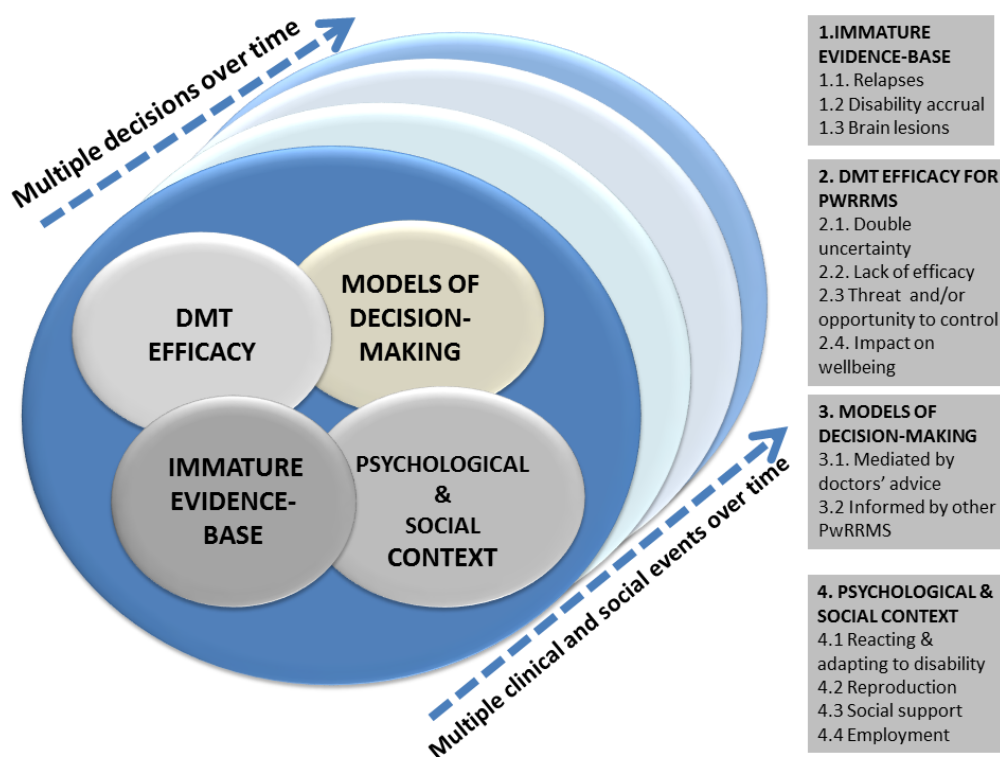 Multiple decisions over time
DMT
EFFICACY
MODELS OF
DECISION-
MAKING
IMMATURE
EVIDENCE-
BASE
PSYCHOLOGICAL
&
SOCIAL
CONTEXT
Multiple clinical and social events over time
1.IMMATURE
EVIDENCE-BASE
1.1. Relapses
1.2 Disability accrual
1.3 Brain lesions
2. DMT EFFICACY FOR
PWRRMS
2.1. Double
uncertainty
2.2. Lack of efficacy
2.3 Threat and/or
opportunity to control
2.4. Impact on
wellbeing
3. MODELS OF
DECISION-MAKING
3.1. Mediated by
doctors’ advice
3.2 Informed by other
PwRRMS
4. PSYCHOLOGICAL &
SOCIAL CONTEXT
4.1 Reacting &
adapting to disability
4.2 Reproduction
4.3 Social support
4.4 Employment